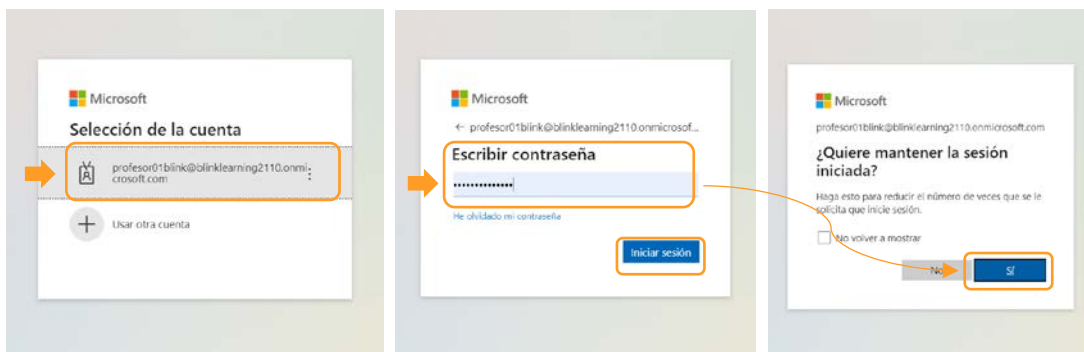 Microsoft
Selección de la cuenta
profesor01blink@blinklearning2110.onmi
crosoft.com
Usar otra cuenta
Microsoft
← profesor01blink@blinklearning2110.onmicrosof...
Escribir contraseña
••••••••••••••
He olvidado mi contraseña
Iniciar sesión
Microsoft
profesor01blink@blinklearning2110.onmicrosoft.com
¿Quiere mantener la sesión
iniciada?
Haga esto para reducir el número de veces que se le
solicita que inicie sesión.
No volver a mostrar
No
Sí